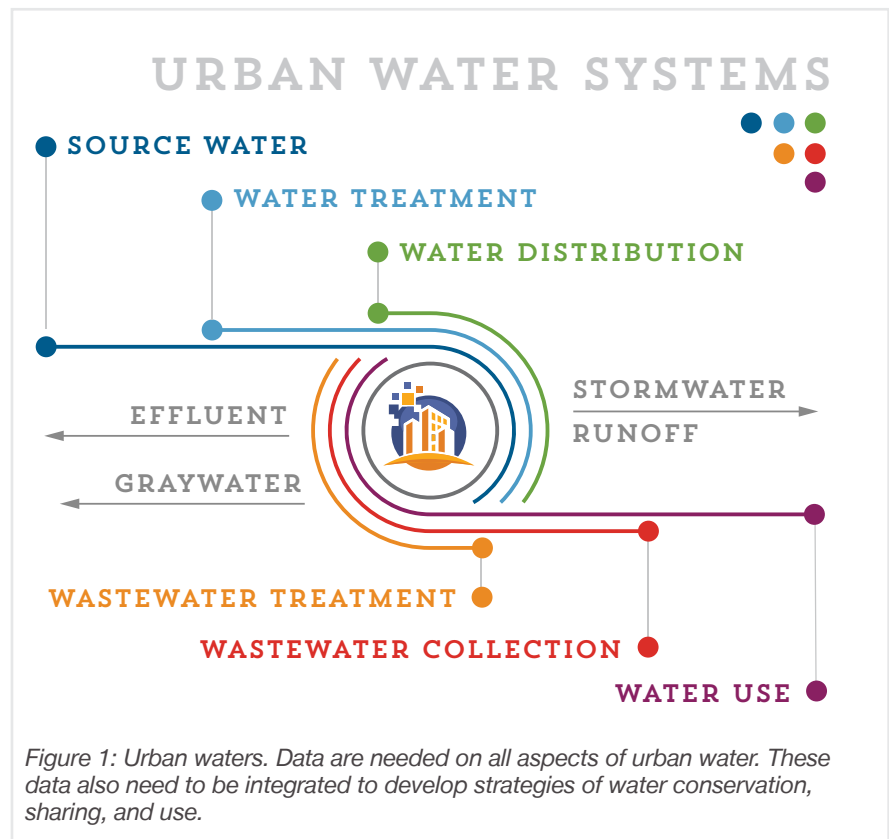 URBAN WATER SYSTEMS
SOURCE WATER
WATER TREATMENT
WATER DISTRIBUTION
STORMWATER
RUNOFF
EFFLUENT
GRAYWATER
WASTEWATER TREATMENT
WASTEWATER COLLECTION
WATER USE
Figure 1: Urban waters. Data are needed on all aspects of urban water. These
data also need to be integrated to develop strategies of water conservation,
sharing, and use.